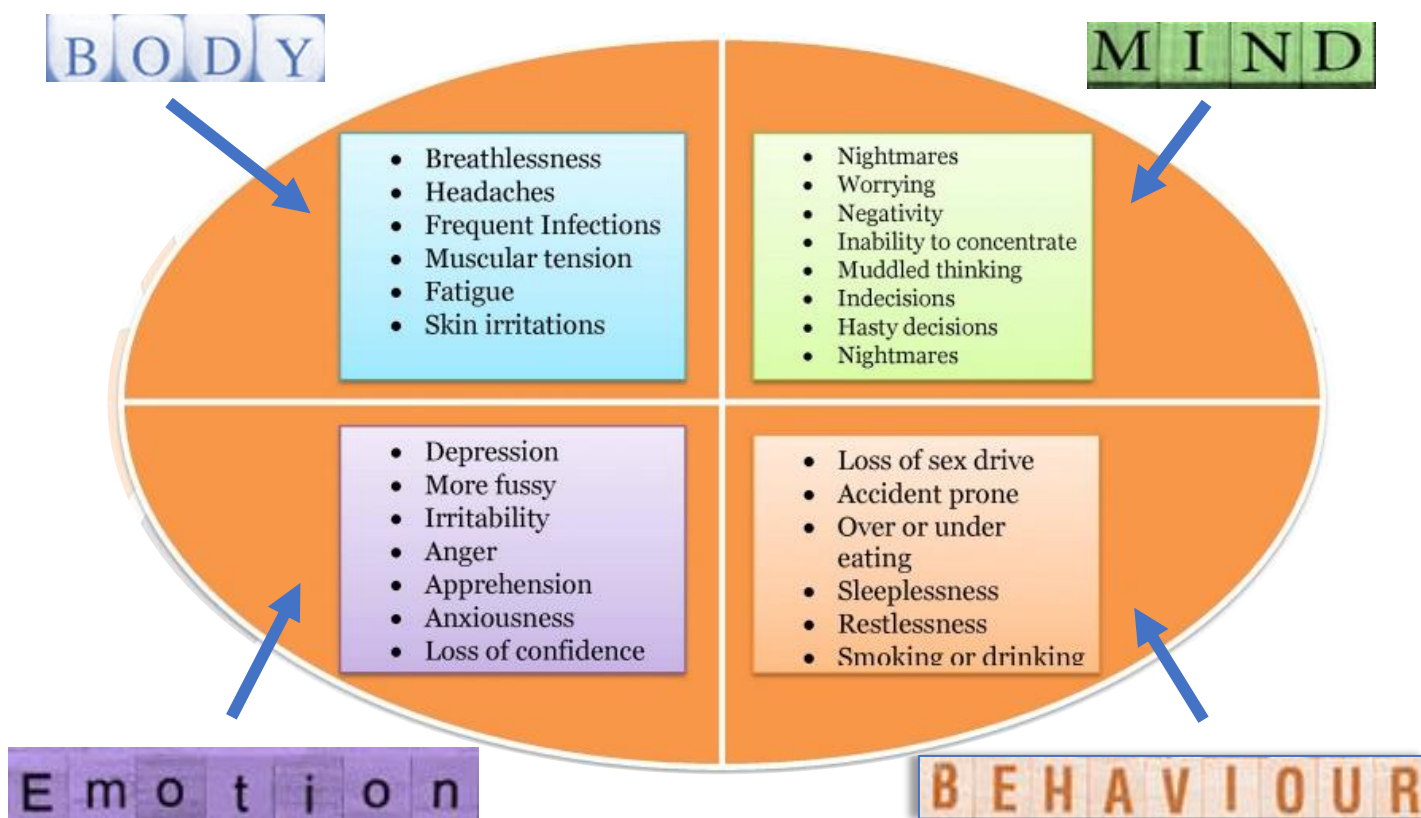 BODY
MIND
• Breathlessness
• Headaches
• Frequent Infections
• Muscular tension
• Fatigue
• Skin irritations
• Nightmares
• Worrying
• Negativity
• Inability to concentrate
• Muddled thinking
• Indecisions
• Hasty decisions
• Nightmares
• Depression
• More fussy
• Irritability
• Anger
• Apprehension
• Anxiousness
• Loss of confidence
• Loss of sex drive
• Accident prone
• Over or under
eating
• Sleeplessness
• Restlessness
• Smoking or drinking
Emotion
BEHAVIOUR